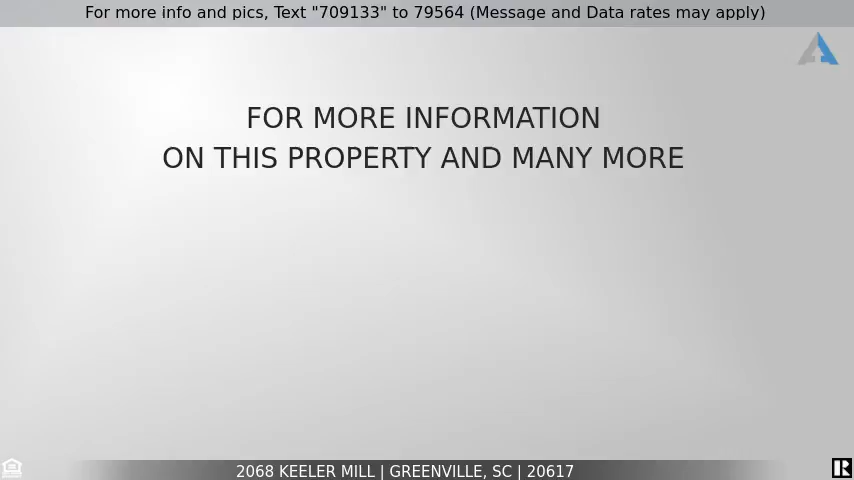 For more info and pics, Text "709133" to 79564 (Message and Data rates may apply)
FOR MORE INFORMATION
ON THIS PROPERTY AND MANY MORE
2068 KEELER MILL | GREENVILLE, SC | 20617